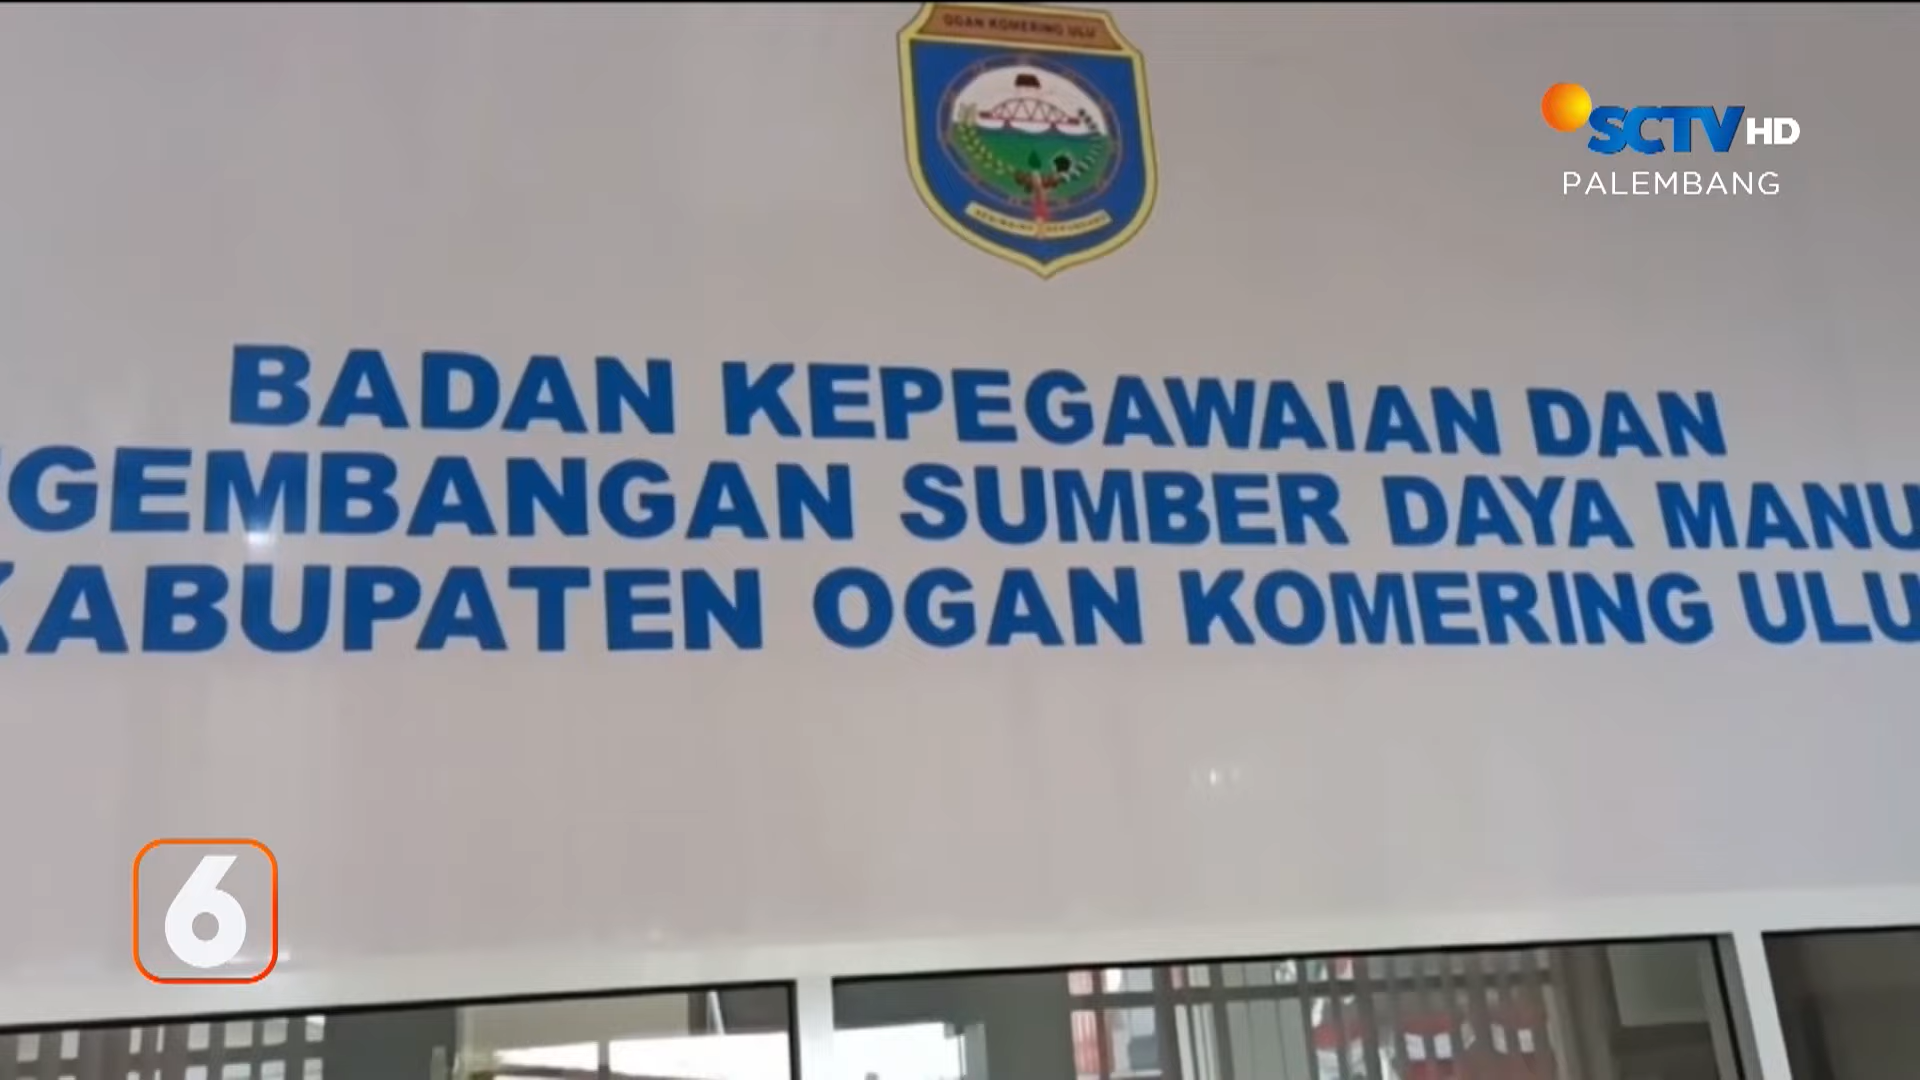 OGAN KOMERING ULU
SCTV HD
PALEMBANG
BADAN KEPEGAWAIAN DAN
GEMBANGAN SUMBER DAYA MANU
KABUPATEN OGAN KOMERING ULU
6